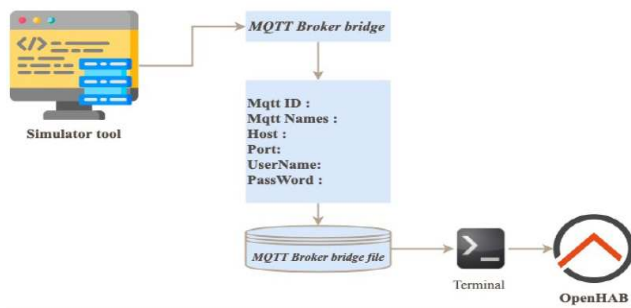 MQTT Broker bridge
Simulator tool
Mqtt ID :
Mqtt Names :
Host :
Port:
UserName:
PassWord :
MQTT Broker bridge file
Terminal
OpenHAB